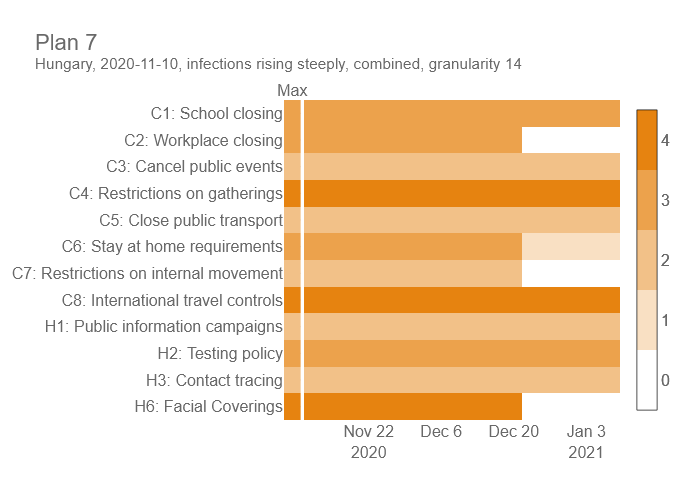 Plan 7
Hungary, 2020-11-10, infections rising steeply, combined, granularity 14
Max
C1: School closing
C2: Workplace closing
C3: Cancel public events
C4: Restrictions on gatherings
C5: Close public transport
C6: Stay at home requirements
C7: Restrictions on internal movement
C8: International travel controls
H1: Public information campaigns
H2: Testing policy
H3: Contact tracing
H6: Facial Coverings
4
3
2
1
0
Nov 22 Dec 6 Dec 20 Jan 3
2020 2021